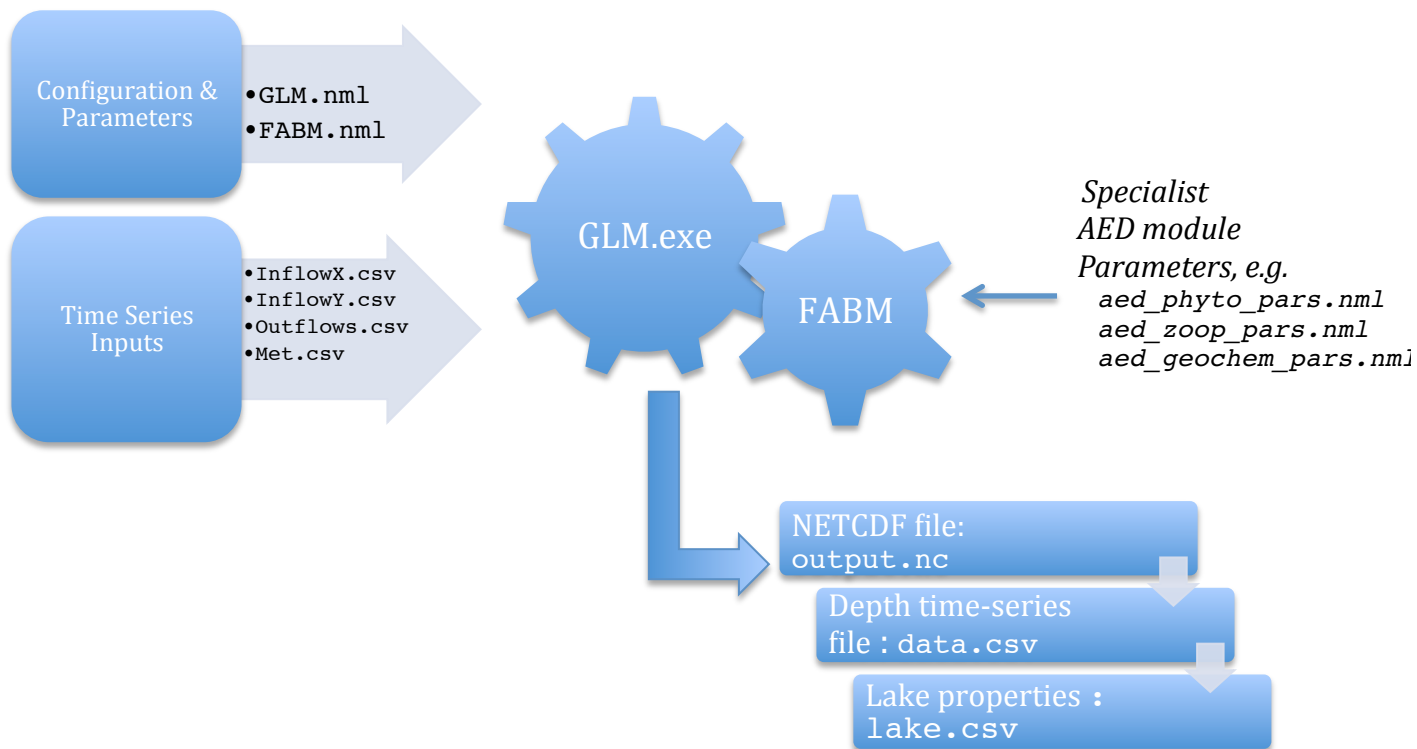 Configuration &
Parameters
•GLM.nml
•FABM.nml
Time Series
Inputs
•InflowX.csv
•InflowY.csv
•Outflows.csv
•Met.csv
GLM.exe
FABM
Specialist
AED module
Parameters, e.g.
aed_phyto_pars.nml
aed_zoop_pars.nml
aed_geochem_pars.nml
NETCDF file:
output.nc
Depth time-series
file : data.csv
Lake properties :
lake.csv